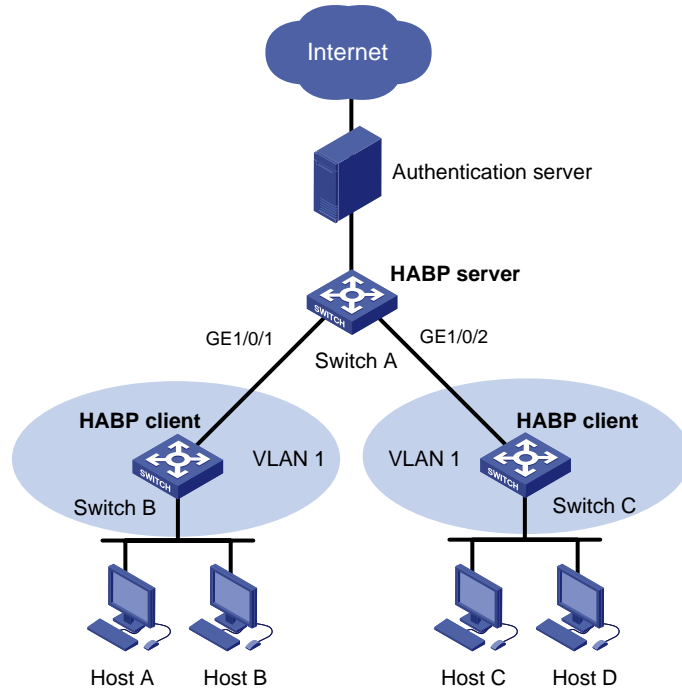 Internet
Authentication server
HABP server
SWITCH
GE1/0/1
GE1/0/2
Switch A
HABP client
HABP client
SWITCH
VLAN 1
VLAN 1
SWITCH
Switch B
Switch C
Host A
Host B
Host C
Host D